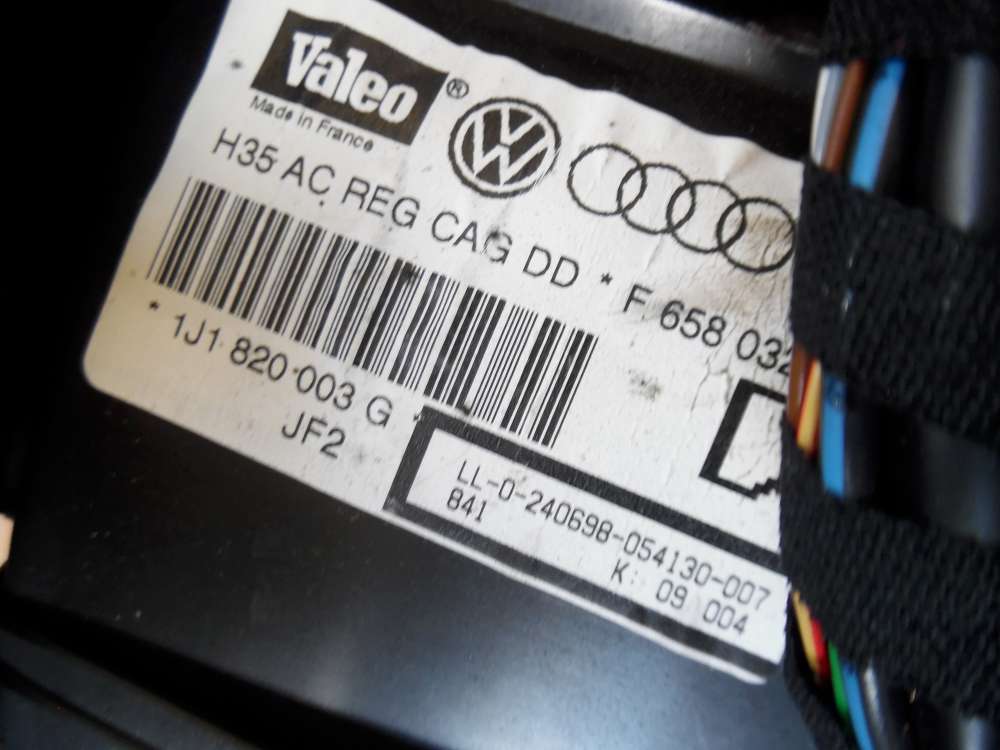 Valeo®
Made in France
H35 AC REG CAG DD * F 658 032
* 1J1 820 003 G *
JF2
LL-0-240698-054130-007
841
K: 09 004